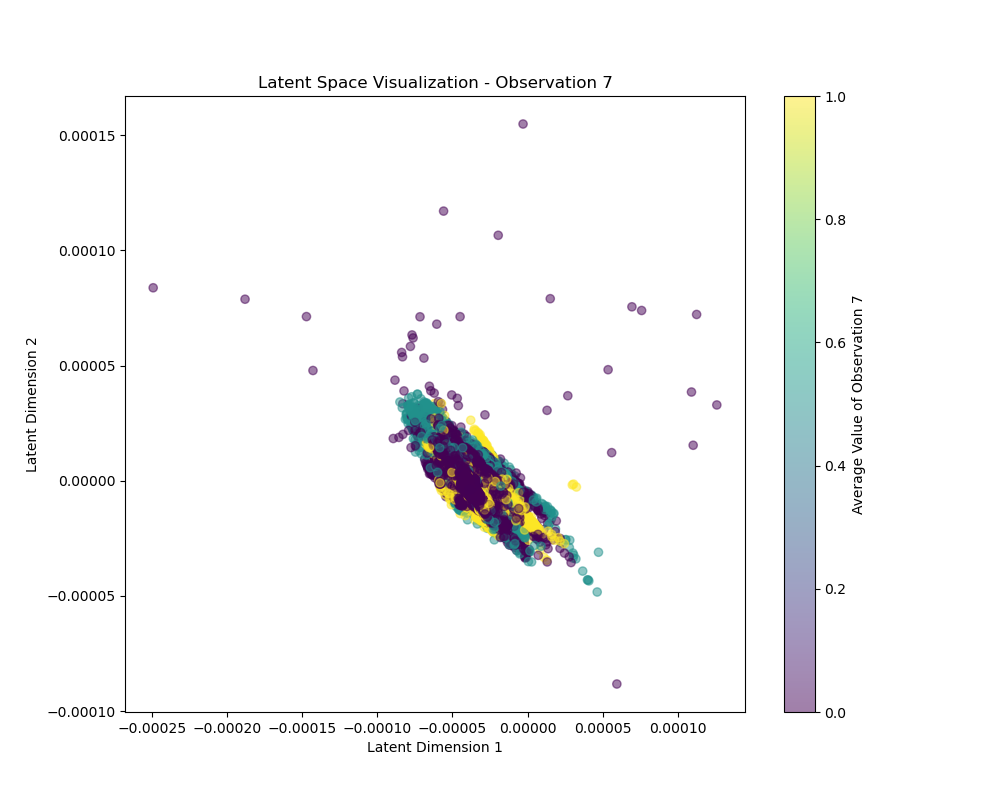 Latent Space Visualization - Observation 7
Latent Dimension 2
0.00015
0.00010
0.00005
0.00000
−0.00005
−0.00010
−0.00025 −0.00020 −0.00015 −0.00010 −0.00005 0.00000 0.00005 0.00010
Latent Dimension 1
1.0
0.8
0.6
0.4
0.2
0.0
Average Value of Observation 7